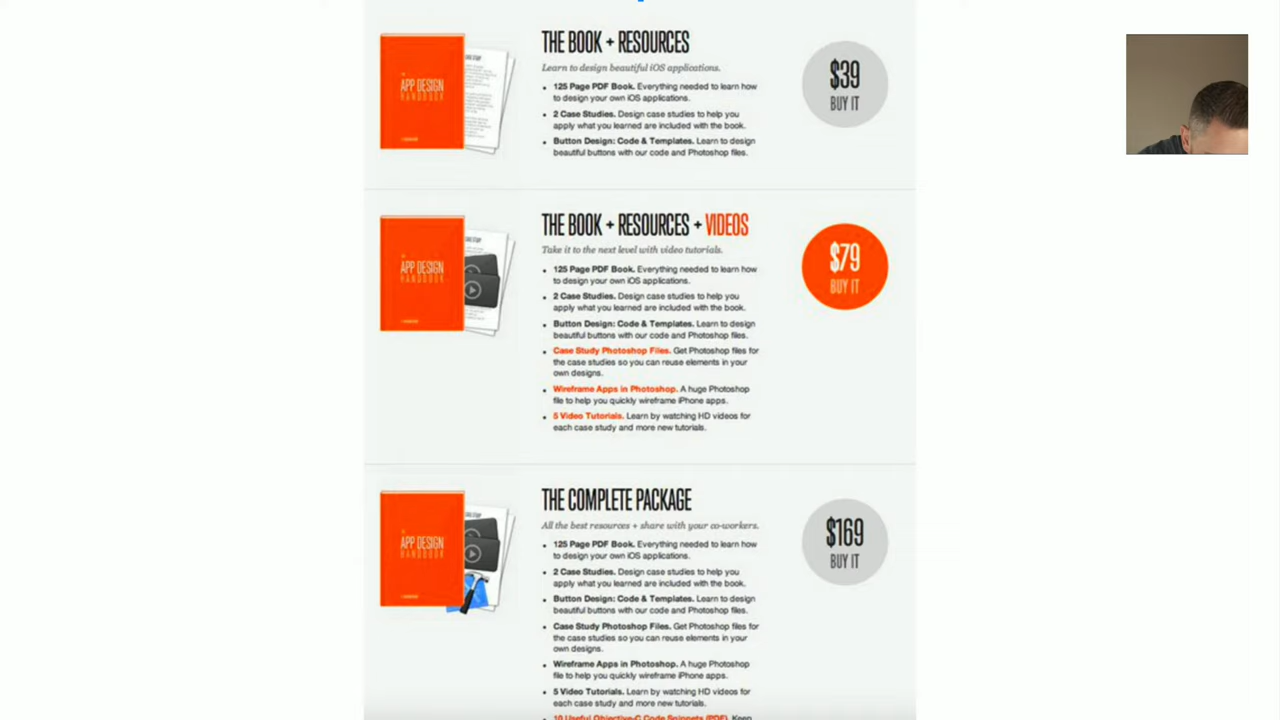 THE BOOK + RESOURCES
Learn to design beautiful iOS applications.
125 Page PDF Book. Everything needed to learn how
to design your own iOS applications.
2 Case Studies. Design case studies to help you
apply what you learned are included with the book.
Button Design: Code & Templates. Learn to design
beautiful buttons with our code and Photoshop files.
$39
BUY IT
APP DESIGN
HANDBOOK
THE BOOK + RESOURCES + VIDEOS
Take it to the next level with video tutorials.
125 Page PDF Book. Everything needed to learn how
to design your own iOS applications.
2 Case Studies. Design case studies to help you
apply what you learned are included with the book.
Button Design: Code & Templates. Learn to design
beautiful buttons with our code and Photoshop files.
Case Study Photoshop Files. Get Photoshop files for
the case studies so you can reuse elements in your
own designs.
Wireframe Apps in Photoshop. A huge Photoshop
file to help you quickly wireframe iPhone apps.
5 Video Tutorials. Learn by watching HD videos for
each case study and more new tutorials.
$79
BUY IT
APP DESIGN
HANDBOOK
THE COMPLETE PACKAGE
All the best resources + share with your co-workers.
125 Page PDF Book. Everything needed to learn how
to design your own iOS applications.
2 Case Studies. Design case studies to help you
apply what you learned are included with the book.
Button Design: Code & Templates. Learn to design
beautiful buttons with our code and Photoshop files.
Case Study Photoshop Files. Get Photoshop files for
the case studies so you can reuse elements in your
own designs.
Wireframe Apps in Photoshop. A huge Photoshop
file to help you quickly wireframe iPhone apps.
5 Video Tutorials. Learn by watching HD videos for
each case study and more new tutorials.
10 Useful Objective-C Code Snippets (PDF). Keep
$169
BUY IT
APP DESIGN
HANDBOOK